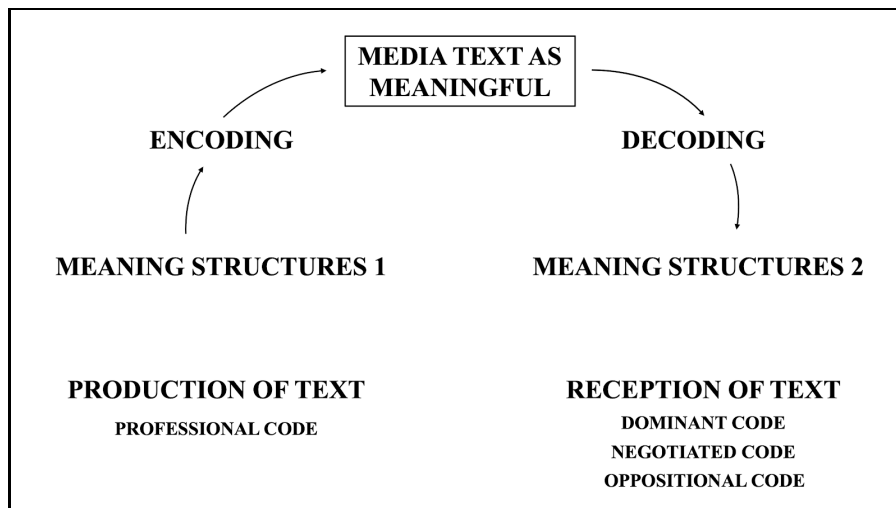 MEDIA TEXT AS
MEANINGFUL
ENCODING
DECODING
MEANING STRUCTURES 1
MEANING STRUCTURES 2
PRODUCTION OF TEXT
PROFESSIONAL CODE
RECEPTION OF TEXT
DOMINANT CODE
NEGOTIATED CODE
OPPOSITIONAL CODE